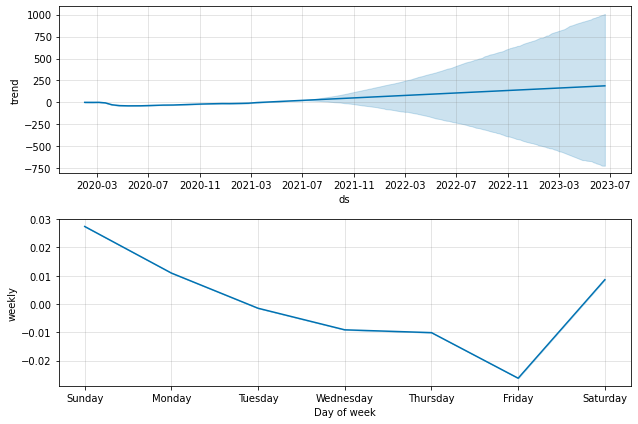 1000
750
500
250
0
−250
−500
−750
trend
2020-03 2020-07 2020-11 2021-03 2021-07 2021-11 2022-03 2022-07 2022-11 2023-03 2023-07
ds
0.03
0.02
0.01
0.00
−0.01
−0.02
weekly
Sunday Monday Tuesday Wednesday Thursday Friday Saturday
Day of week